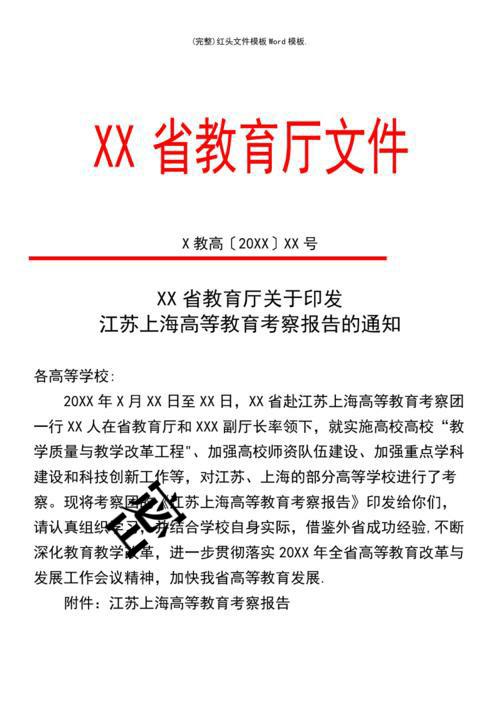 (完整)红头文件模板Word模板.
XX 省教育厅文件
X 教高〔20XX〕XX 号
XX 省教育厅关于印发
江苏上海高等教育考察报告的通知
各高等学校:
20XX 年 X 月 XX 日至 XX 日，XX 省赴江苏上海高等教育考察团
一行 XX 人在省教育厅和 XXX 副厅长率领下，就实施高校高校“教
学质量与教学改革工程"、加强高校师资队伍建设、加强重点学科
建设和科技创新工作等，对江苏、上海的部分高等学校进行了考
察。现将考察团的《江苏上海高等教育考察报告》印发给你们，
请认真组织学习，并结合学校自身实际，借鉴外省成功经验,不断
深化教育教学改革，进一步贯彻落实 20XX 年全省高等教育改革与
发展工作会议精神，加快我省高等教育发展.
附件：江苏上海高等教育考察报告